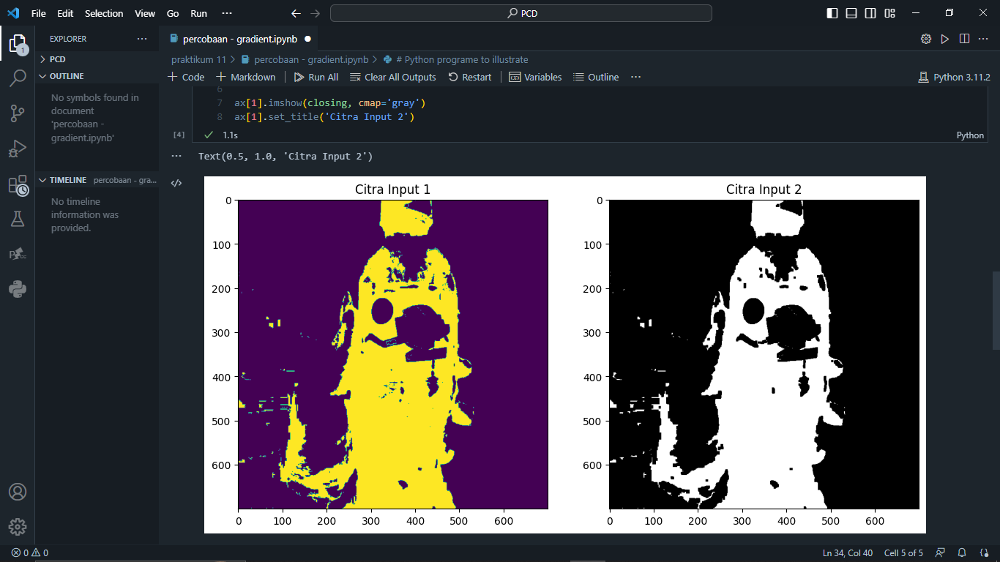 File Edit Selection View Go Run ··· PCD
EXPLORER ···
1
percobaan - gradient.ipynb
PCD
praktikum 11 > percobaan - gradient.ipynb > # Python programe to illustrate
OUTLINE
+ Code + Markdown Run All Clear All Outputs Restart Variables Outline ··· Python 3.11.2
No symbols found in
document
'percobaan -
gradient.ipynb'
6
7 ax[1].imshow(closing, cmap='gray')
8 ax[1].set_title('Citra Input 2')
[4] 1.1s Python
··· Text(0.5, 1.0, 'Citra Input 2')
TIMELINE percobaan - gra...
No timeline
information was
provided.
Citra Input 1
0
100
200
300
400
500
600
0 100 200 300 400 500 600
Citra Input 2
0
100
200
300
400
500
600
0 100 200 300 400 500 600
0 0 Ln 34, Col 40 Cell 5 of 5